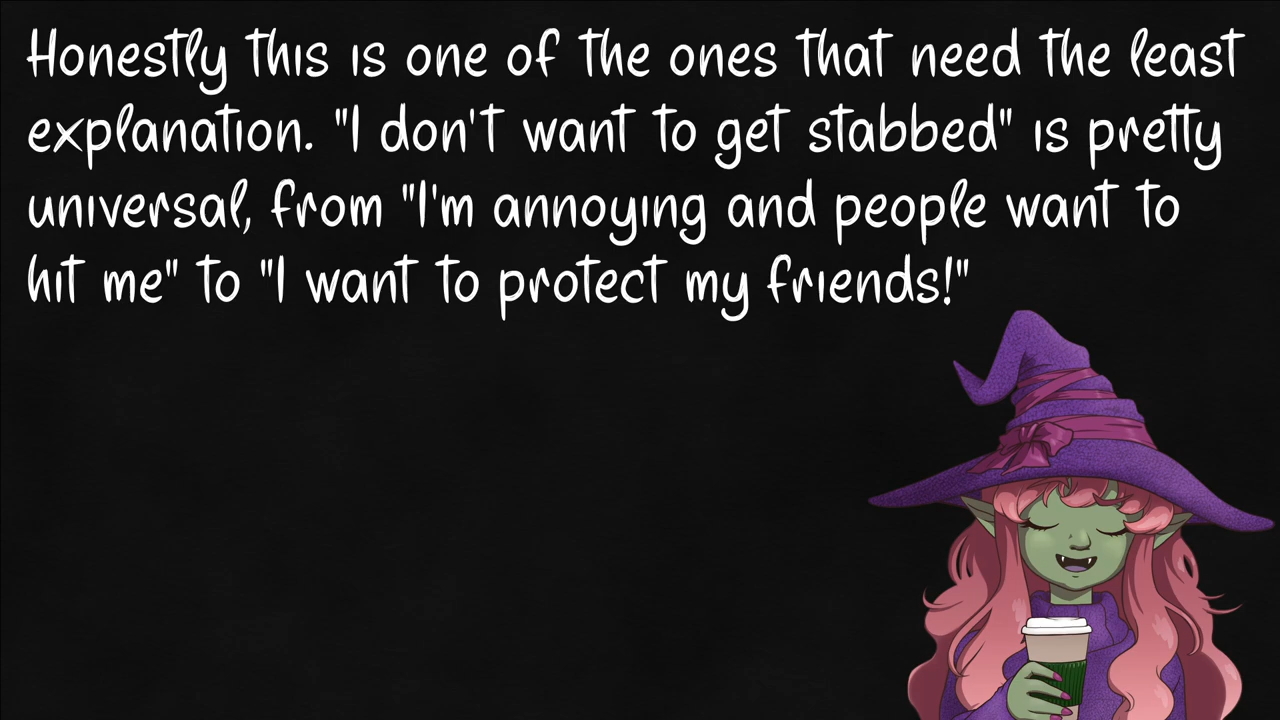 Honestly this is one of the ones that need the least
explanation. "I don't want to get stabbed" is pretty
universal, from "I'm annoying and people want to
hit me" to "I want to protect my friends!"